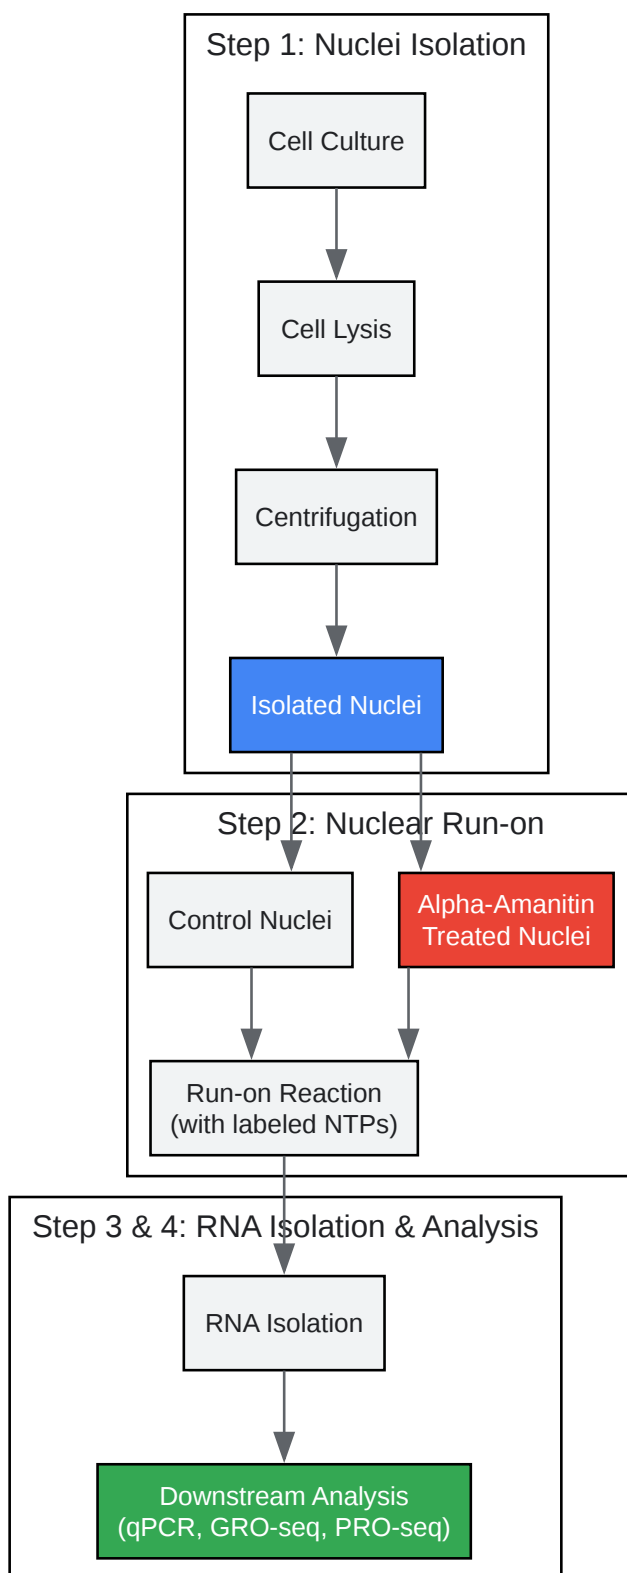 Step 1: Nuclei Isolation
Cell Culture
Cell Lysis
Centrifugation
Isolated Nuclei
Step 2: Nuclear Run-on
Control Nuclei
Alpha-Amanitin
Treated Nuclei
Run-on Reaction
(with labeled NTPs)
Step 3 & 4: RNA Isolation & Analysis
RNA Isolation
Downstream Analysis
(qPCR, GRO-seq, PRO-seq)